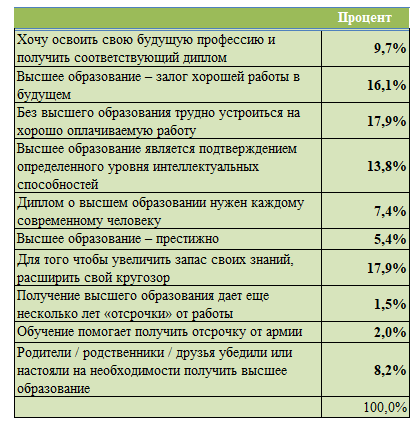 Процент
Хочу освоить свою будущую профессию и
получить соответствующий диплом
9,7%
Высшее образование – залог хорошей работы в
будущем
16,1%
Без высшего образования трудно устроиться на
хорошо оплачиваемую работу
17,9%
Высшее образование является подтверждением
определенного уровня интеллектуальных
способностей
13,8%
Диплом о высшем образовании нужен каждому
современному человеку
7,4%
Высшее образование – престижно
5,4%
Для того чтобы увеличить запас своих знаний,
расширить свой кругозор
17,9%
Получение высшего образования дает еще
несколько лет «отсрочки» от работы
1,5%
Обучение помогает получить отсрочку от армии
2,0%
Родители / родственники / друзья убедили или
настояли на необходимости получить высшее
образование
8,2%
100,0%